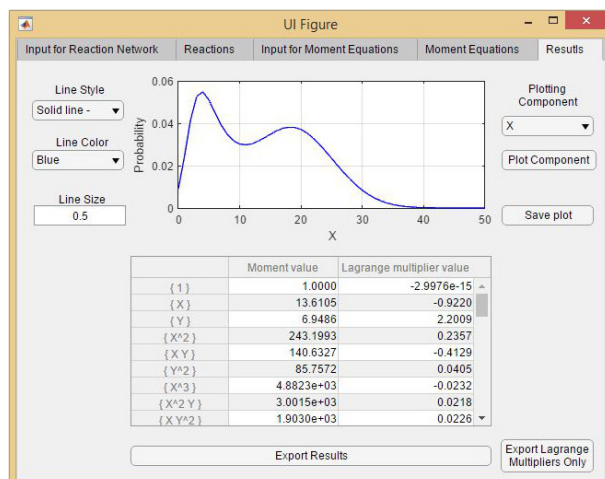 UI Figure
Input for Reaction Network
Reactions
Input for Moment Equations
Moment Equations
Resutls
Line Style
Solid line -
Line Color
Blue
Line Size
0.5
0.06
0.04
0.02
0
Probability
0 10 20 30 40 50
X
Plotting
Component
X
Plot Component
Save plot
Moment value Lagrange multiplier value
{ 1 } 1.0000 -2.9976e-15
{ X } 13.6105 -0.9220
{ Y } 6.9486 2.2009
{ X^2 } 243.1993 0.2357
{ X Y } 140.6327 -0.4129
{ Y^2 } 85.7572 0.0405
{ X^3 } 4.8823e+03 -0.0232
{ X^2 Y } 3.0015e+03 0.0218
{ X Y^2 } 1.9030e+03 0.0226
Export Results
Export Lagrange
Multipliers Only